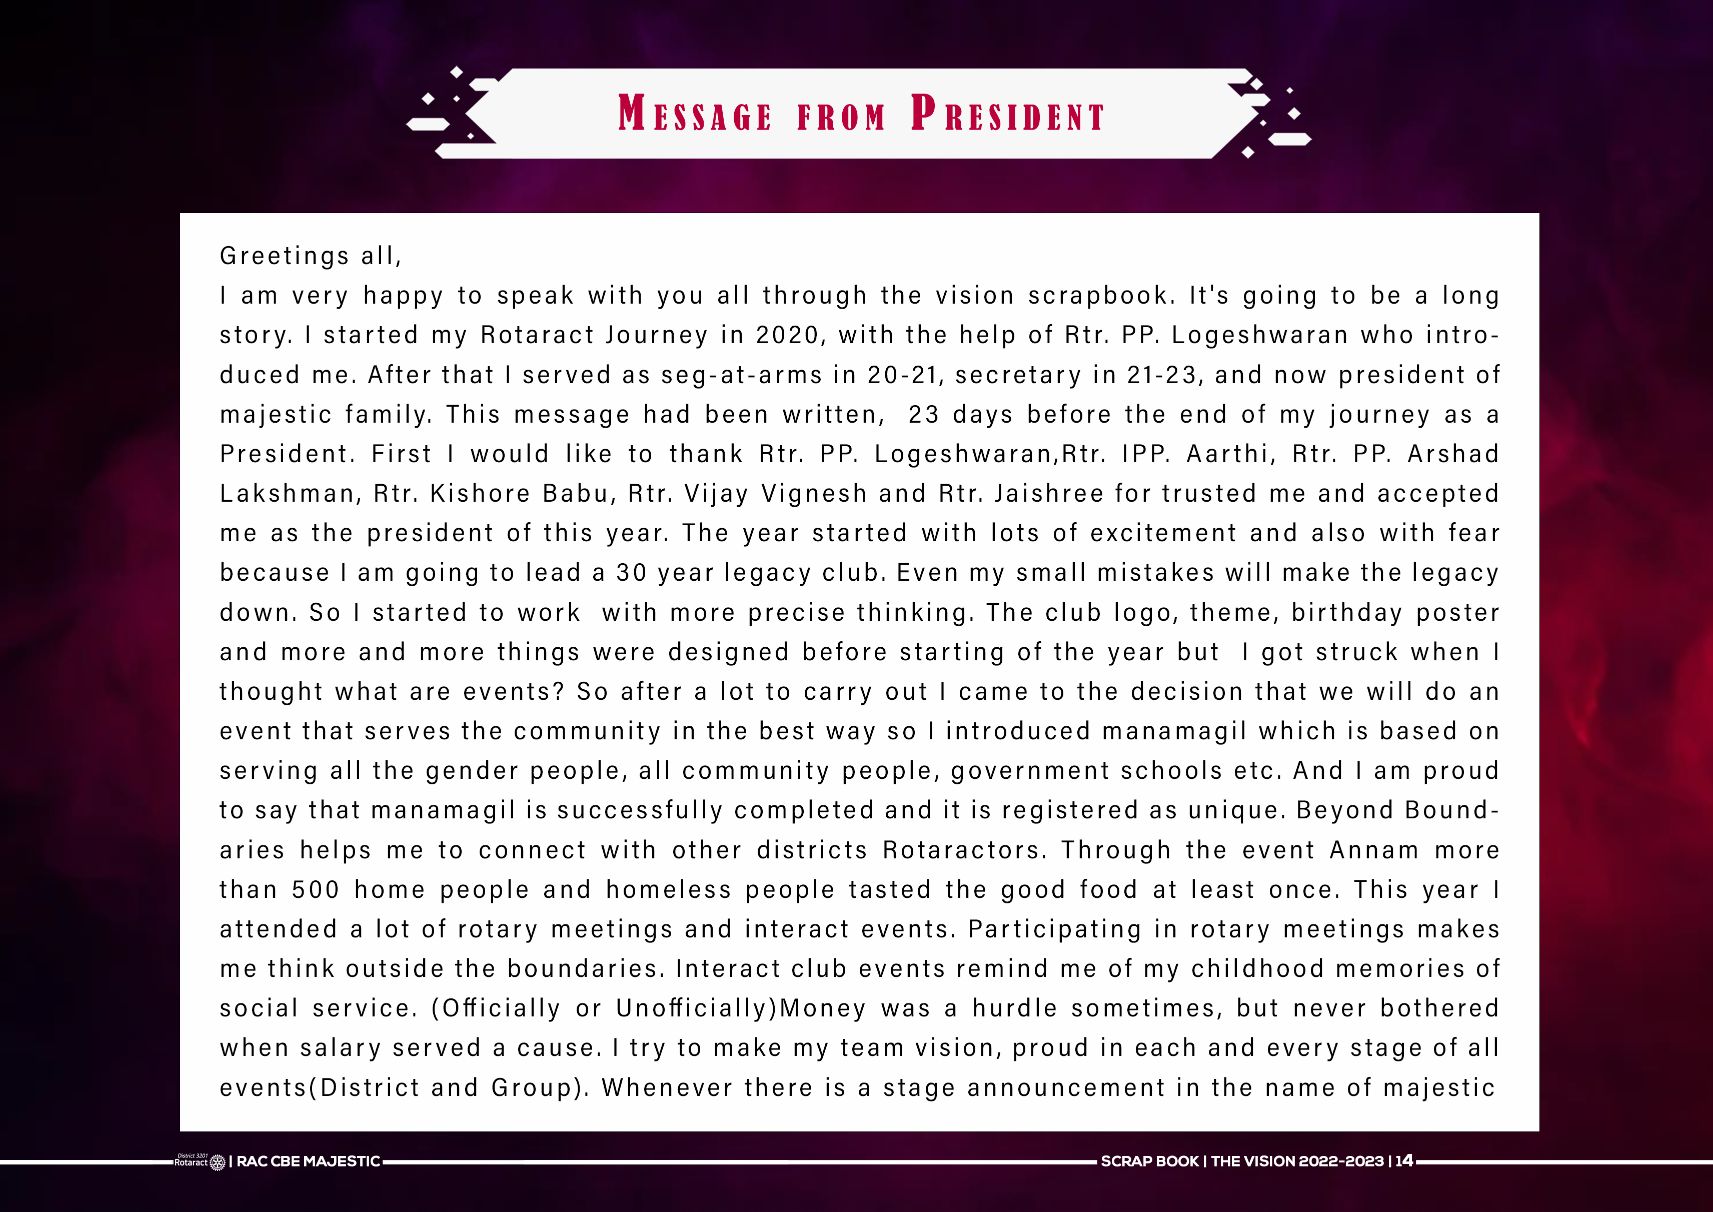 Message from President
Greetings all,
I am very happy to speak with you all through the vision scrapbook. It's going to be a long
story. I started my Rotaract Journey in 2020, with the help of Rtr. PP. Logeshwaran who intro-
duced me. After that I served as seg-at-arms in 20-21, secretary in 21-23, and now president of
majestic family. This message had been written,  23 days before the end of my journey as a
President. First I would like to thank Rtr. PP. Logeshwaran,Rtr. IPP. Aarthi, Rtr. PP. Arshad
Lakshman, Rtr. Kishore Babu, Rtr. Vijay Vignesh and Rtr. Jaishree for trusted me and accepted
me as the president of this year. The year started with lots of excitement and also with fear
because I am going to lead a 30 year legacy club. Even my small mistakes will make the legacy
down. So I started to work  with more precise thinking. The club logo, theme, birthday poster
and more and more things were designed before starting of the year but  I got struck when I
thought what are events? So after a lot to carry out I came to the decision that we will do an
event that serves the community in the best way so I introduced manamagil which is based on
serving all the gender people, all community people, government schools etc. And I am proud
to say that manamagil is successfully completed and it is registered as unique. Beyond Bound-
aries helps me to connect with other districts Rotaractors. Through the event Annam more
than 500 home people and homeless people tasted the good food at least once. This year I
attended a lot of rotary meetings and interact events. Participating in rotary meetings makes
me think outside the boundaries. Interact club events remind me of my childhood memories of
social service. (Officially or Unofficially)Money was a hurdle sometimes, but never bothered
when salary served a cause. I try to make my team vision, proud in each and every stage of all
events(District and Group). Whenever there is a stage announcement in the name of majestic
District 3201
Rotaract | RAC CBE MAJESTIC
SCRAP BOOK | THE VISION 2022-2023 | 14